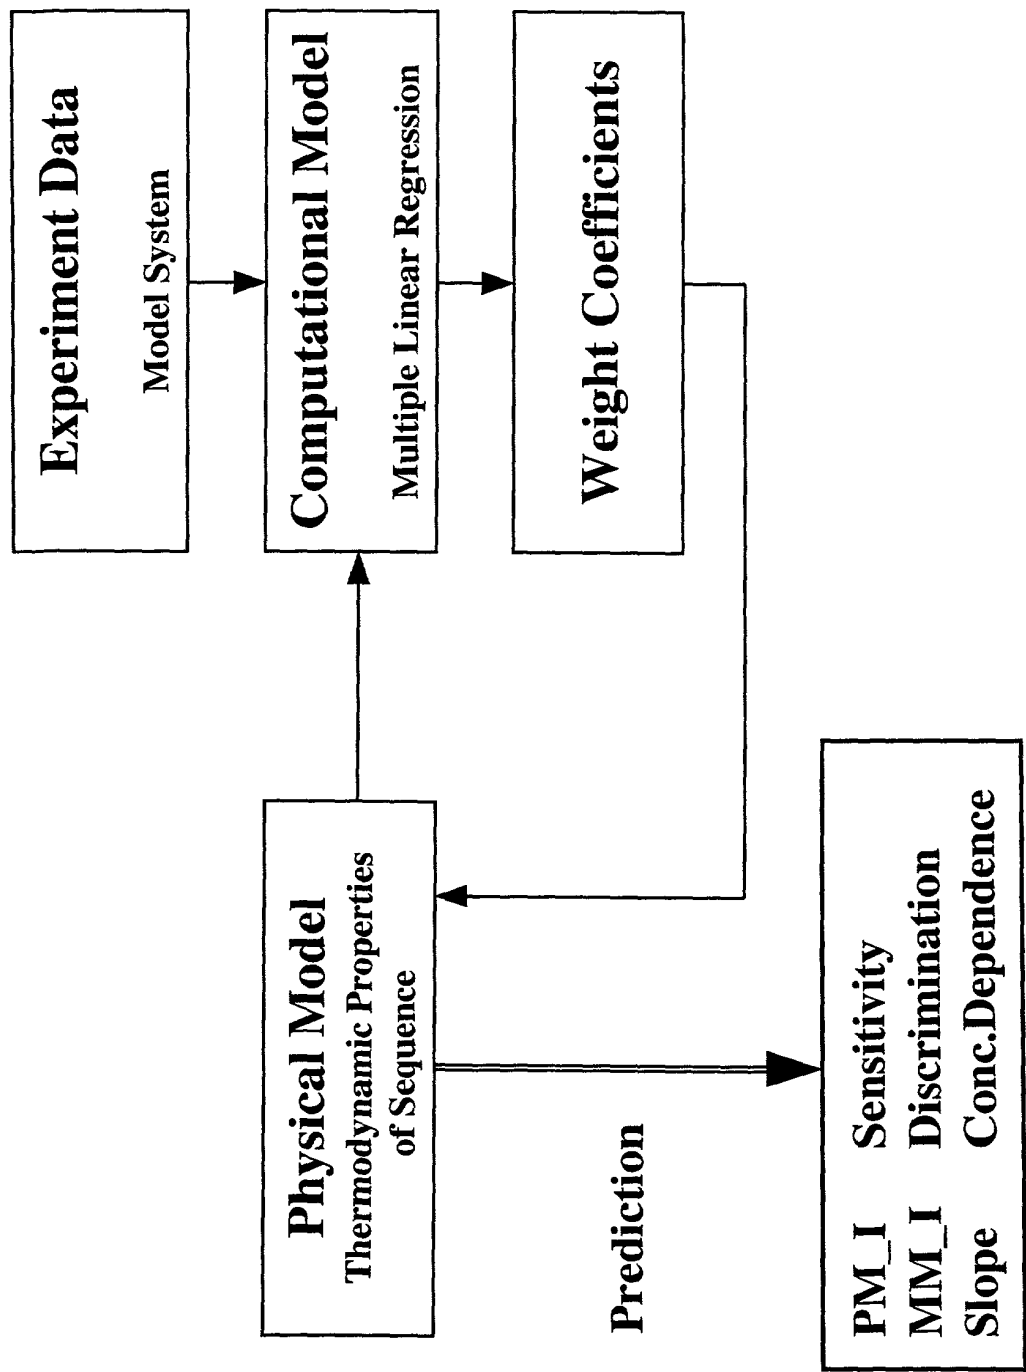 Experiment Data
Model System
Physical Model
Thermodynamic Properties
of Sequence
Computational Model
Multiple Linear Regression
Weight Coefficients
Prediction
PM_I Sensitivity
MM_I Discrimination
Slope Conc.Dependence